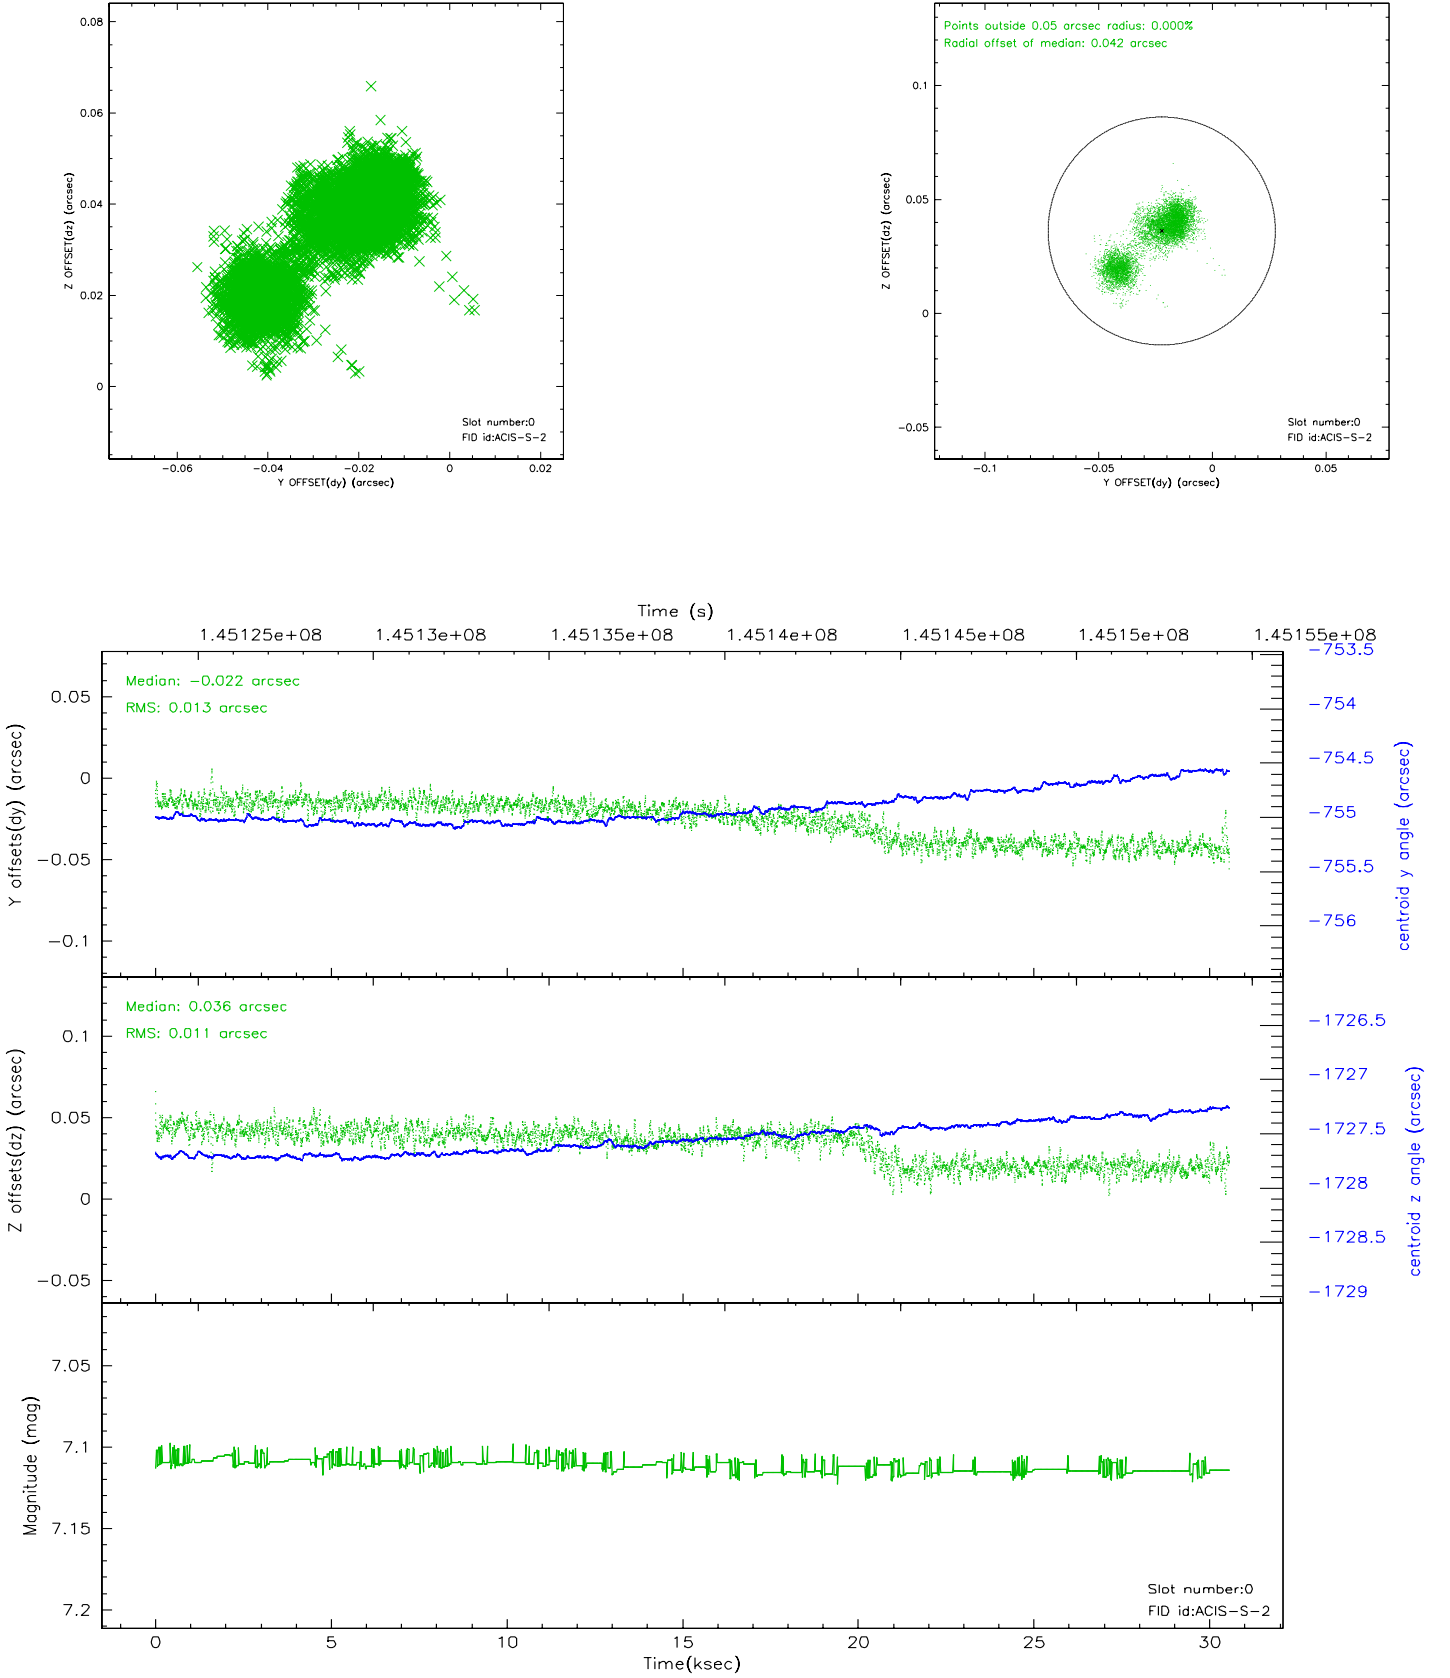 0.08
0.06
0.04
0.02
0
Z OFFSET(dz) (arcsec)
Slot number:0
FID id:ACIS-S-2
-0.06 -0.04 -0.02 0 0.02
Y OFFSET(dy) (arcsec)
Points outside 0.05 arcsec radius: 0.000%
Radial offset of median: 0.042 arcsec
0.1
0.05
0
-0.05
Z OFFSET(dz) (arcsec)
Slot number:0
FID id:ACIS-S-2
-0.1 -0.05 0 0.05
Y OFFSET(dy) (arcsec)
Time (s)
1.45125e+08 1.4513e+08 1.45135e+08 1.4514e+08 1.45145e+08 1.4515e+08 1.45155e+08
Median: -0.022 arcsec
RMS: 0.013 arcsec
0.05
0
-0.05
-0.1
Y offsets(dy) (arcsec)
-753.5
-754
-754.5
-755
-755.5
-756
centroid y angle (arcsec)
Median: 0.036 arcsec
RMS: 0.011 arcsec
0.1
0.05
0
-0.05
Z offsets(dz) (arcsec)
-1726.5
-1727
-1727.5
-1728
-1728.5
-1729
centroid z angle (arcsec)
7.05
7.1
7.15
7.2
Magnitude (mag)
Slot number:0
FID id:ACIS-S-2
0 5 10 15 20 25 30
Time(ksec)